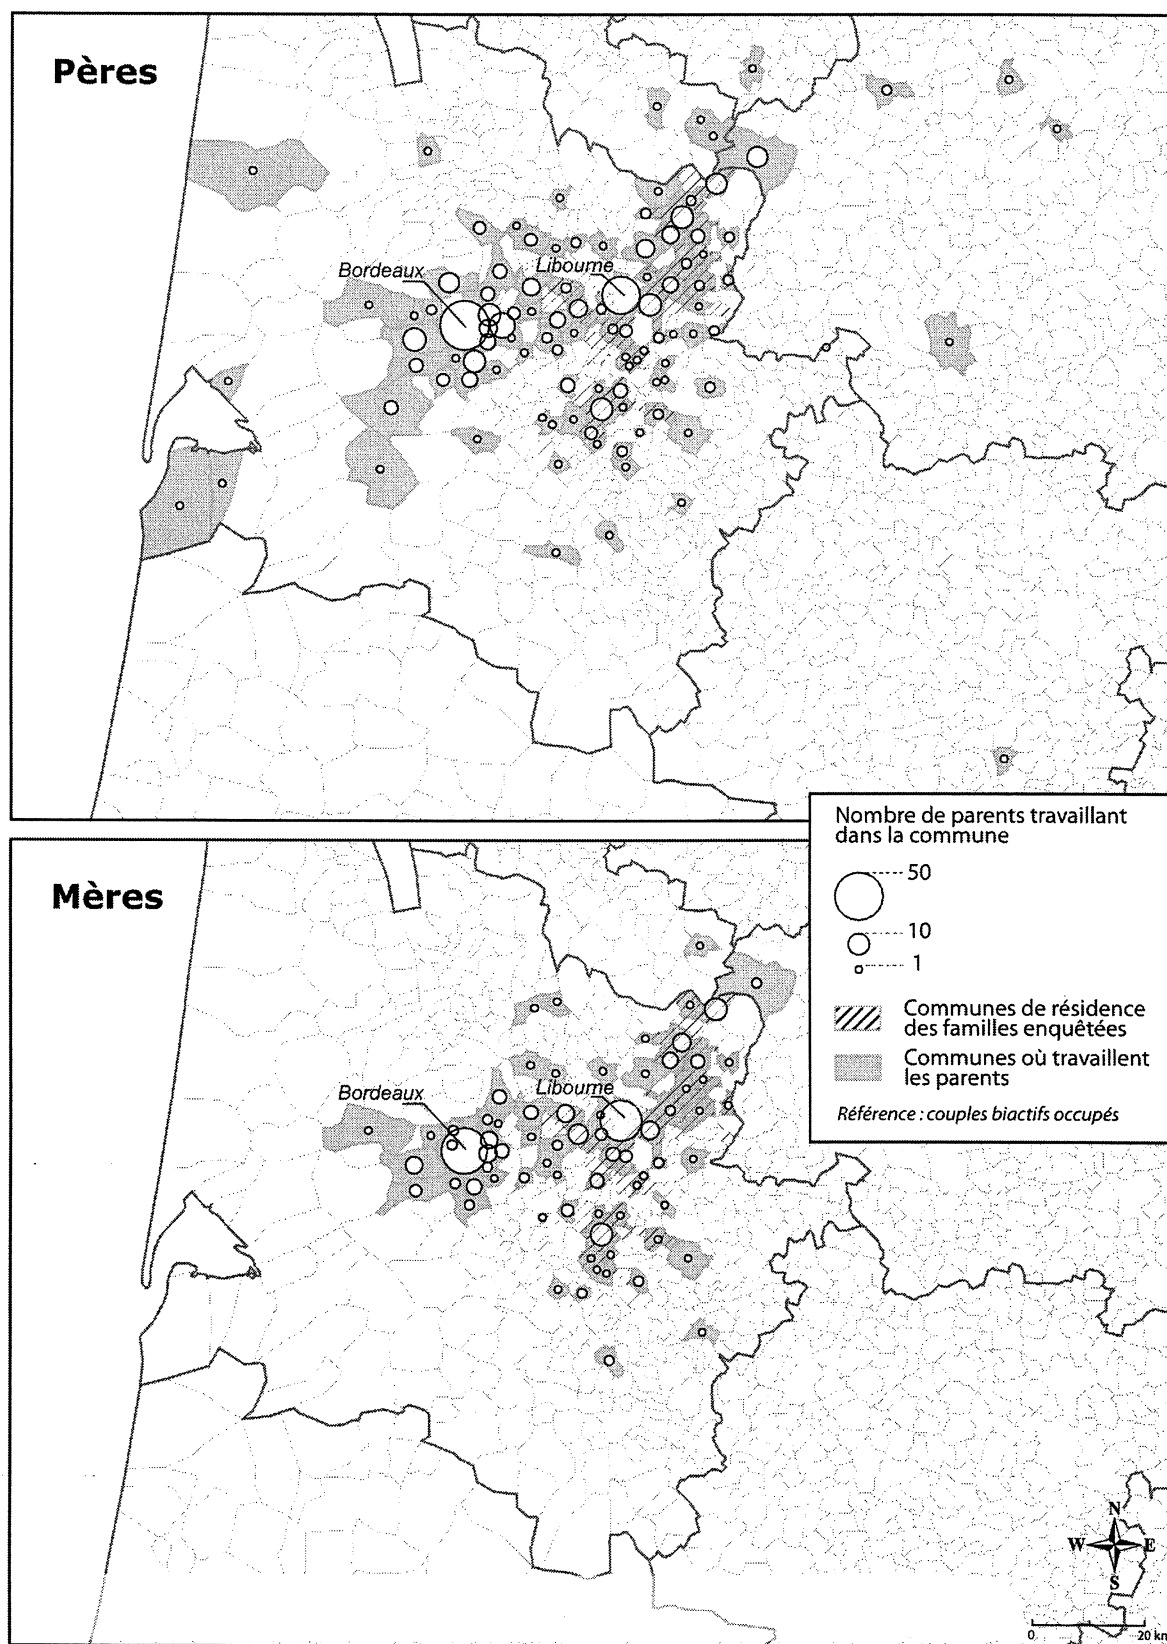 Pères
Bordeaux
Libourne
Nombre de parents travaillant
dans la commune
50
10
1
Communes de résidence
des familles enquêtées
Communes où travaillent
les parents
Référence : couples biactifs occupés
Mères
Bordeaux
Libourne
N
W E
S
0 20 km